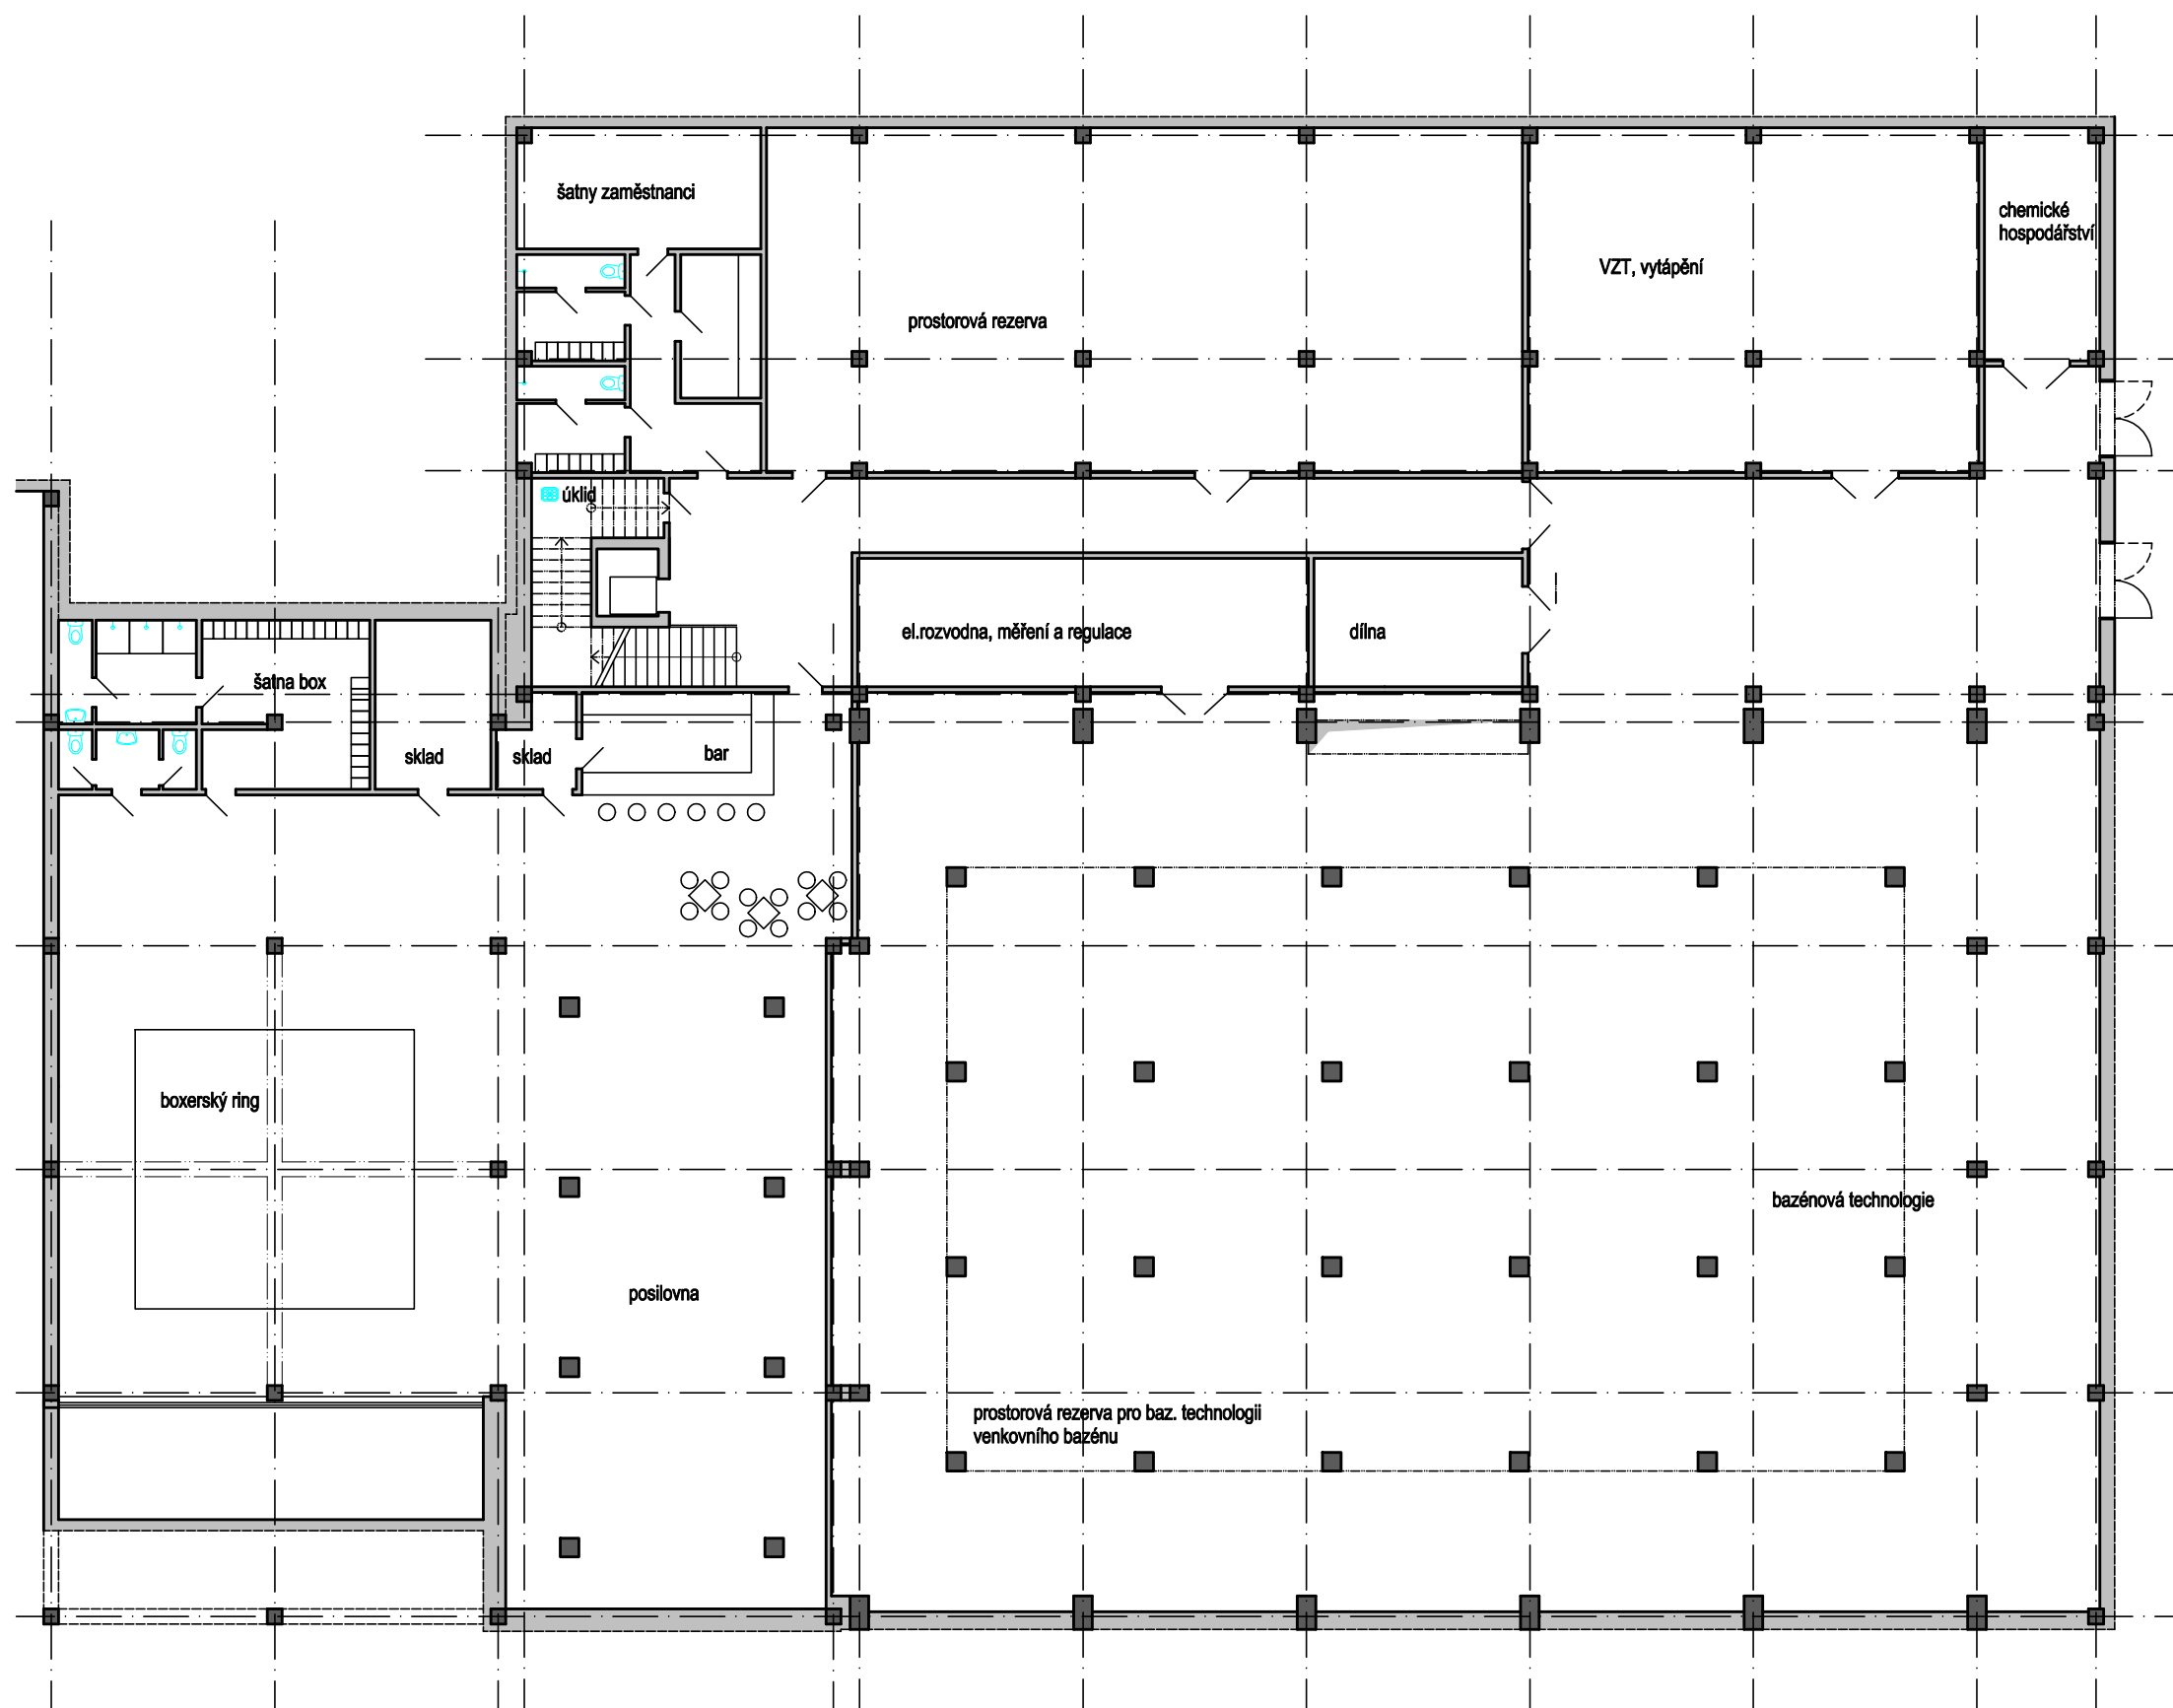 šatny zaměstnanci
chemické
hospodářství
VZT, vytápění
prostorová rezerva
úklid
el.rozvodna, měření a regulace
dílna
šatna box
sklad
sklad
bar
boxerský ring
bazénová technologie
posilovna
prostorová rezerva pro baz. technologii
venkovního bazénu